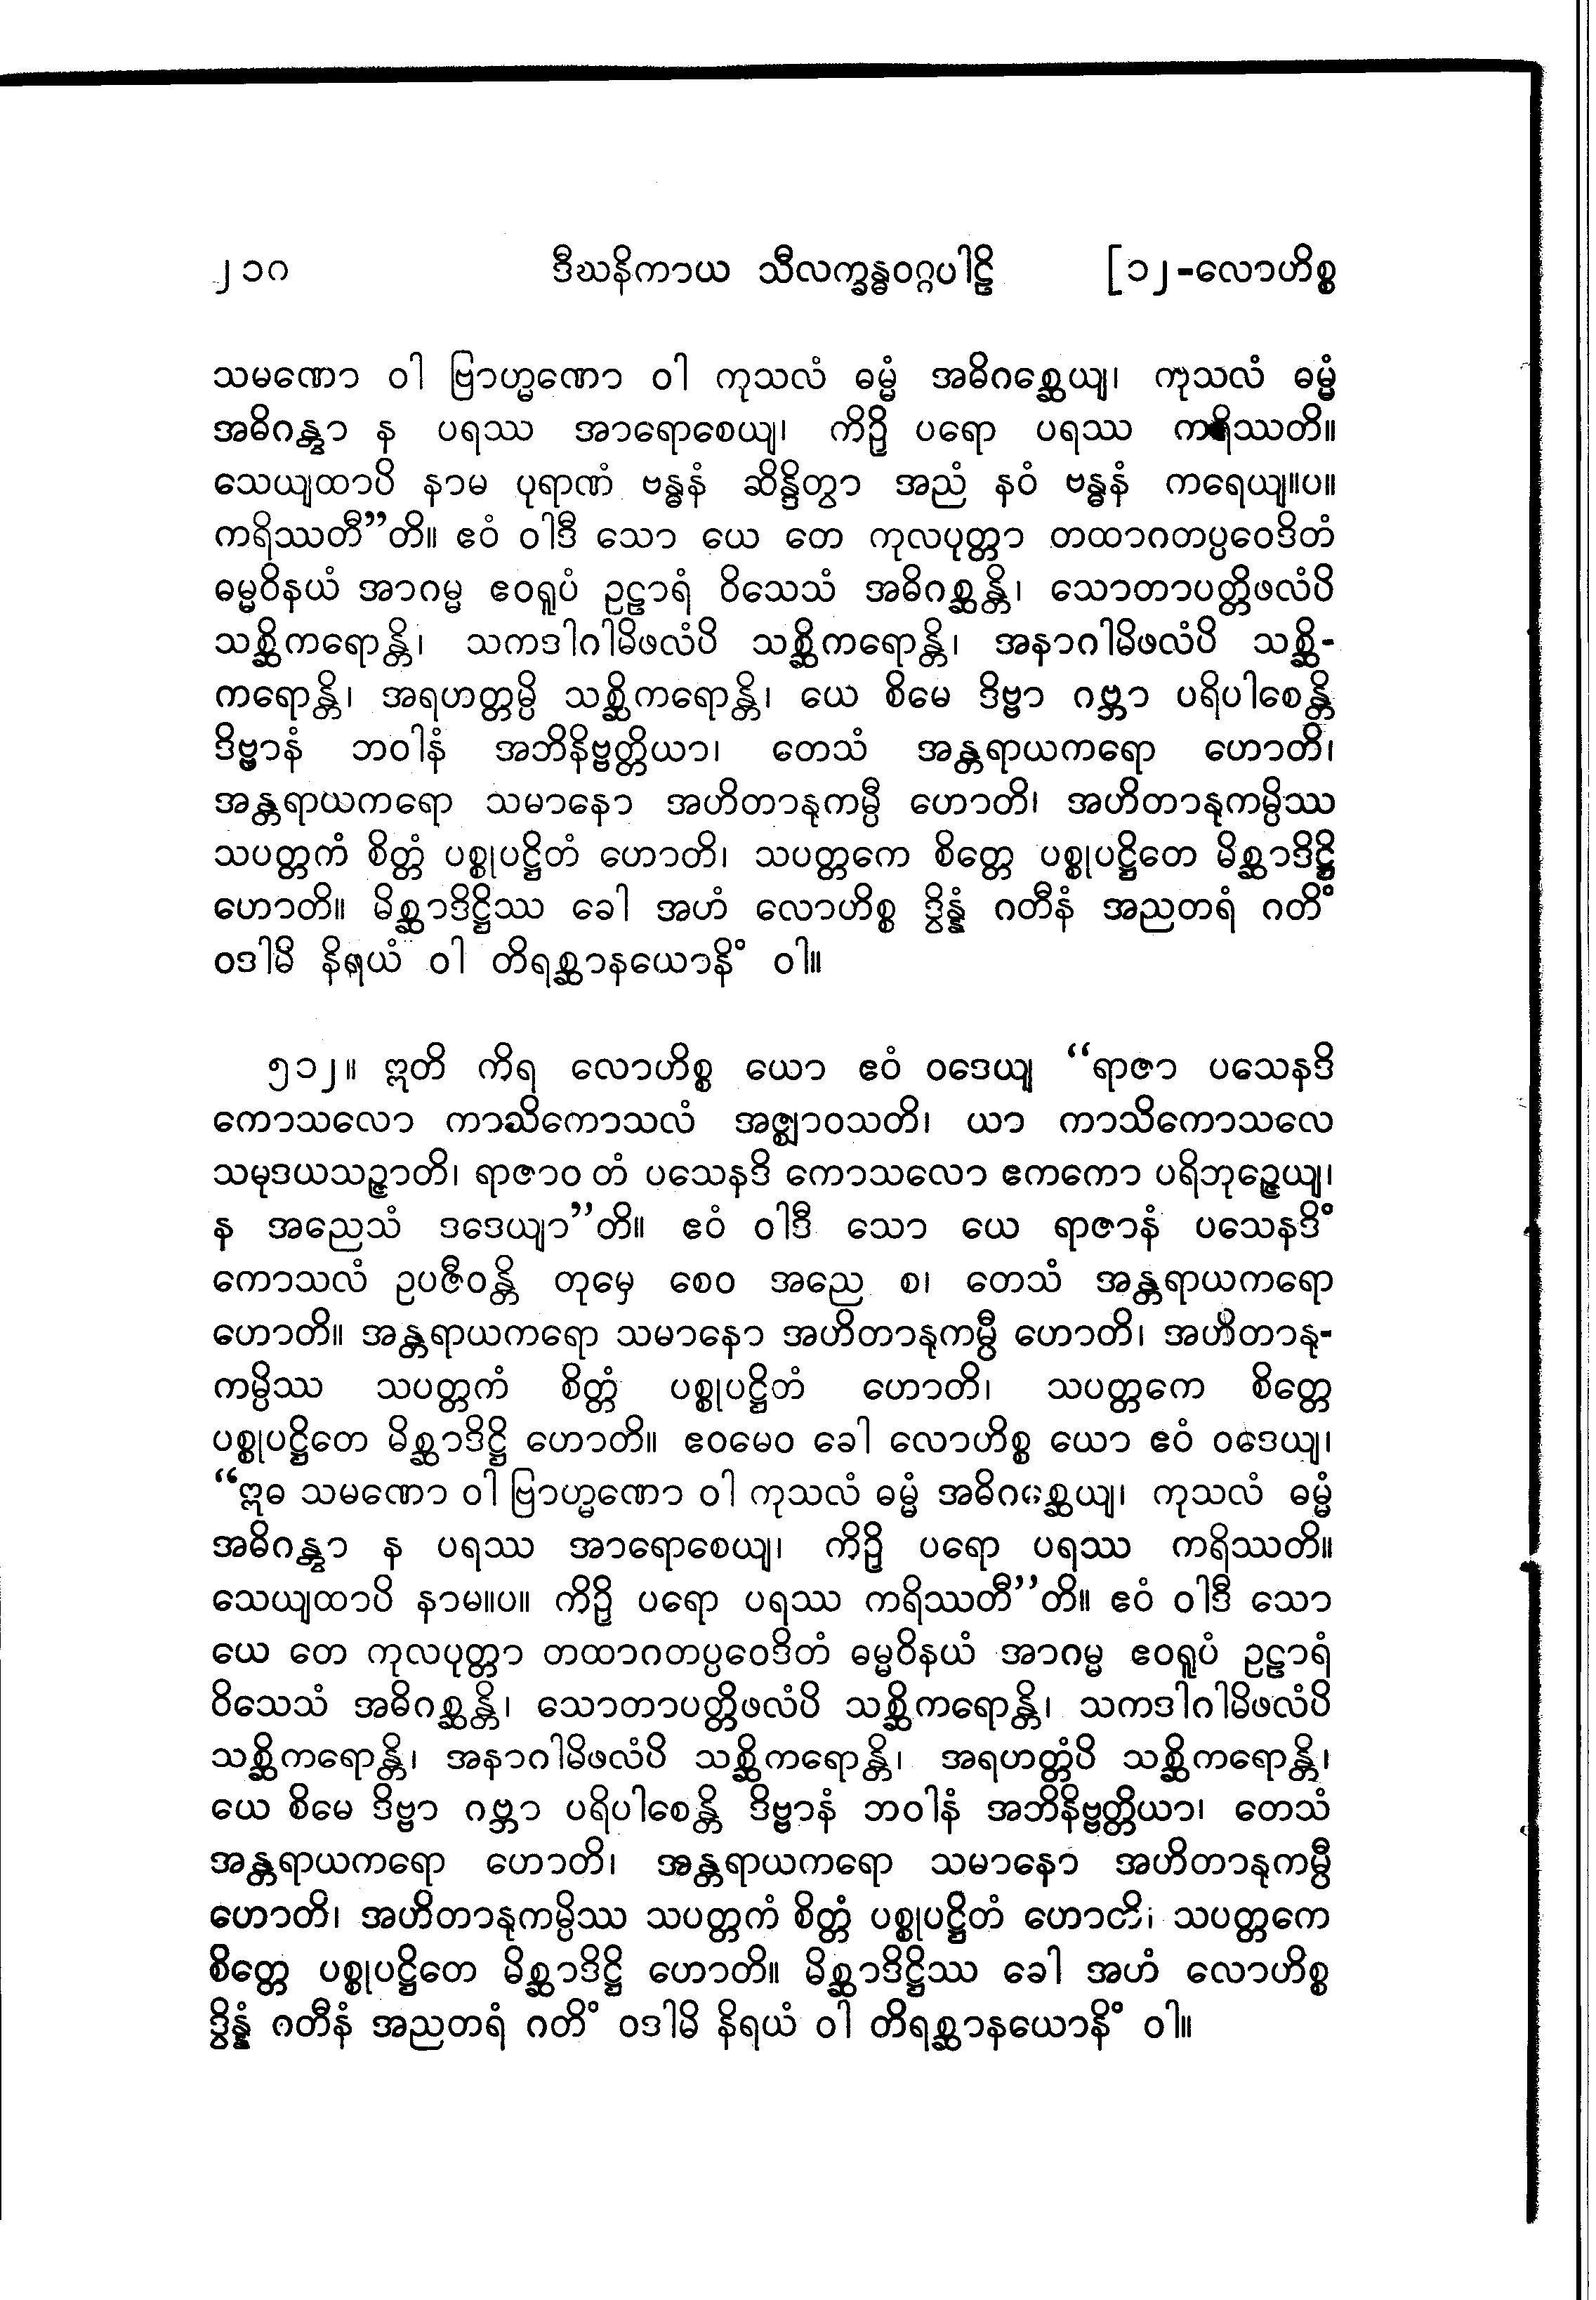 ၂၁၈ ဒီဃနိကာယ သီလက္ခန္ဓဝဂ္ဂပါဠိ [၁၂-လောဟိစ္စ
သမဏော ဝါ ဗြာဟ္မဏော ဝါ ကုသလံ ဓမ္မံ အဓိဂစ္ဆေယျ၊ ကုသလံ ဓမ္မံ
အဓိဂန္တွာ န ပရဿ အာရောစေယျ၊ ကိဉှိ ပရော ပရဿ ကရိဿတိ။
သေယျထာပိ နာမ ပုရာဏံ ဗန္ဓနံ ဆိန္ဒိတွာ အညံ နဝံ ဗန္ဓနံ ကရေယျ။ပ။
ကရိဿတီ”တိ။ ဧဝံ ဝါဒီ သော ယေ တေ ကုလပုတ္တာ တထာဂတပ္ပဝေဒိတံ
ဓမ္မဝိနယံ အာဂမ္မ ဧဝရူပံ ဥဠာရံ ဝိသေသံ အဓိဂစ္ဆန္တိ၊ သောတာပတ္တိဖလံပိ
သစ္ဆိကရောန္တိ၊ သကဒါဂါမိဖလံပိ သစ္ဆိကရောန္တိ၊ အနာဂါမိဖလံပိ သစ္ဆိ-
ကရောန္တိ၊ အရဟတ္တမ္ပိ သစ္ဆိကရောန္တိ၊ ယေ စိမေ ဒိဗ္ဗာ ဂဗ္ဘာ ပရိပါစေန္တိ
ဒိဗ္ဗာနံ ဘဝါနံ အဘိနိဗ္ဗတ္တိယာ၊ တေသံ အန္တရာယကရော ဟောတိ၊
အန္တရာယကရော သမာနော အဟိတာနုကမ္ပီ ဟောတိ၊ အဟိတာနုကမ္ပိဿ
သပတ္တကံ စိတ္တံ ပစ္စုပဋ္ဌိတံ ဟောတိ၊ သပတ္တကေ စိတ္တေ ပစ္စုပဋ္ဌိတေ မိစ္ဆာဒိဋ္ဌိ
ဟောတိ။ မိစ္ဆာဒိဋ္ဌိဿ ခေါ အဟံ လောဟိစ္စ ဒွိန္နံ ဂတီနံ အညတရံ ဂတိံ
ဝဒါမိ နိရယံ ဝါ တိရစ္ဆာနယောနိံ ဝါ။
၅၁၂။ ဣတိ ကိရ လောဟိစ္စ ယော ဧဝံ ဝဒေယျ “ရာဇာ ပသေနဒိ
ကောသလော ကာသိကောသလံ အဇ္ဈာဝသတိ၊ ယာ ကာသိကောသလေ
သမုဒယသဉ္ဇာတိ၊ ရာဇာဝ တံ ပသေနဒိ ကောသလော ဧကကော ပရိဘုဉ္ဇေယျ၊
န အညေသံ ဒဒေယျာ”တိ။ ဧဝံ ဝါဒီ သော ယေ ရာဇာနံ ပသေနဒိံ
ကောသလံ ဥပဇီဝန္တိ တုမှေ စေဝ အညေ စ၊ တေသံ အန္တရာယကရော
ဟောတိ။ အန္တရာယကရော သမာနော အဟိတာနုကမ္ပီ ဟောတိ၊ အဟိတာနု-
ကမ္ပိဿ သပတ္တကံ စိတ္တံ ပစ္စုပဋ္ဌိတံ ဟောတိ၊ သပတ္တကေ စိတ္တေ
ပစ္စုပဋ္ဌိတေ မိစ္ဆာဒိဋ္ဌိ ဟောတိ။ ဧဝမေဝ ခေါ လောဟိစ္စ ယော ဧဝံ ဝဒေယျ၊
“ဣဓ သမဏော ဝါ ဗြာဟ္မဏော ဝါ ကုသလံ ဓမ္မံ အဓိဂစ္ဆေယျ၊ ကုသလံ ဓမ္မံ
အဓိဂန္တွာ န ပရဿ အာရောစေယျ၊ ကိဉှိ ပရော ပရဿ ကရိဿတိ။
သေယျထာပိ နာမ။ပ။ ကိဉှိ ပရော ပရဿ ကရိဿတီ”တိ။ ဧဝံ ဝါဒီ သော
ယေ တေ ကုလပုတ္တာ တထာဂတပ္ပဝေဒိတံ ဓမ္မဝိနယံ အာဂမ္မ ဧဝရူပံ ဥဠာရံ
ဝိသေသံ အဓိဂစ္ဆန္တိ၊ သောတာပတ္တိဖလံပိ သစ္ဆိကရောန္တိ၊ သကဒါဂါမိဖလံပိ
သစ္ဆိကရောန္တိ၊ အနာဂါမိဖလံပိ သစ္ဆိကရောန္တိ၊ အရဟတ္တံပိ သစ္ဆိကရောန္တိ၊
ယေ စိမေ ဒိဗ္ဗာ ဂဗ္ဘာ ပရိပါစေန္တိ ဒိဗ္ဗာနံ ဘဝါနံ အဘိနိဗ္ဗတ္တိယာ၊ တေသံ
အန္တရာယကရော ဟောတိ၊ အန္တရာယကရော သမာနော အဟိတာနုကမ္ပီ
ဟောတိ၊ အဟိတာနုကမ္ပိဿ သပတ္တကံ စိတ္တံ ပစ္စုပဋ္ဌိတံ ဟောတိ၊ သပတ္တကေ
စိတ္တေ ပစ္စုပဋ္ဌိတေ မိစ္ဆာဒိဋ္ဌိ ဟောတိ။ မိစ္ဆာဒိဋ္ဌိဿ ခေါ အဟံ လောဟိစ္စ
ဒွိန္နံ ဂတီနံ အညတရံ ဂတိံ ဝဒါမိ နိရယံ ဝါ တိရစ္ဆာနယောနိံ ဝါ။